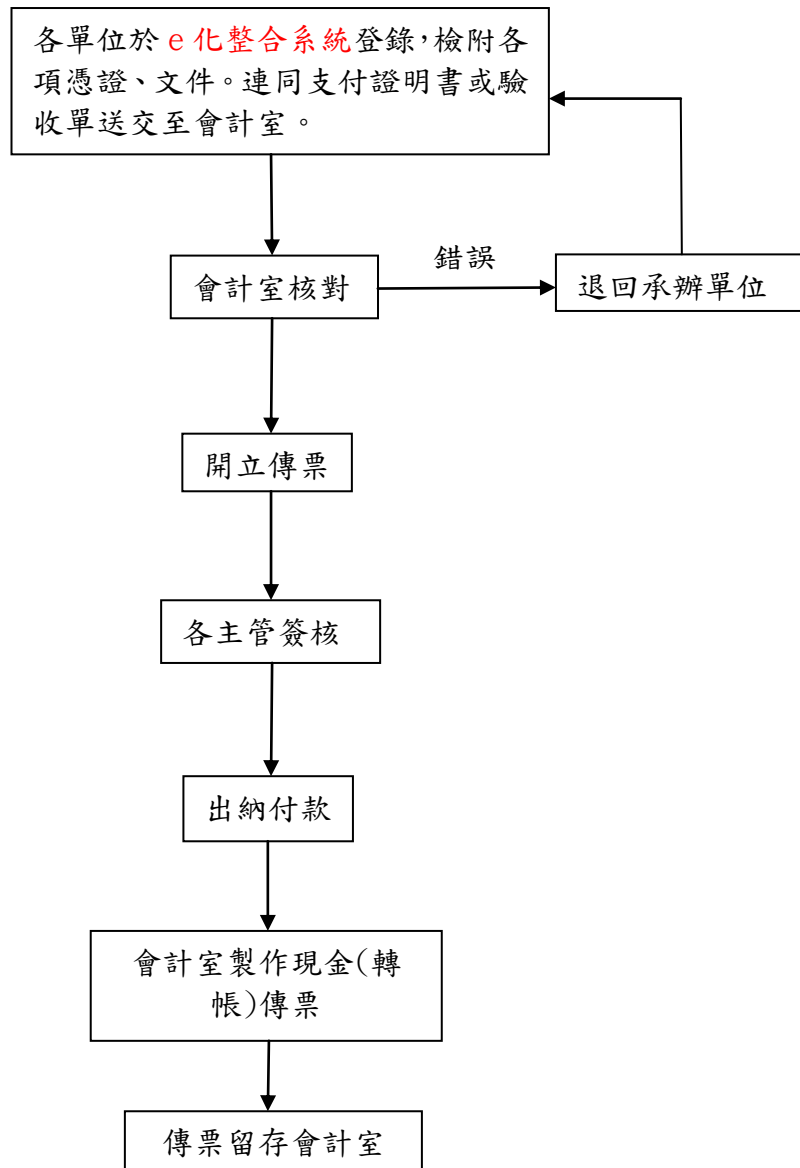 各單位於 e 化整合系統登錄，檢附各
項憑證、文件。連同支付證明書或驗
收單送交至會計室。
錯誤
會計室核對
退回承辦單位
開立傳票
各主管簽核
出納付款
會計室製作現金(轉
帳)傳票
傳票留存會計室